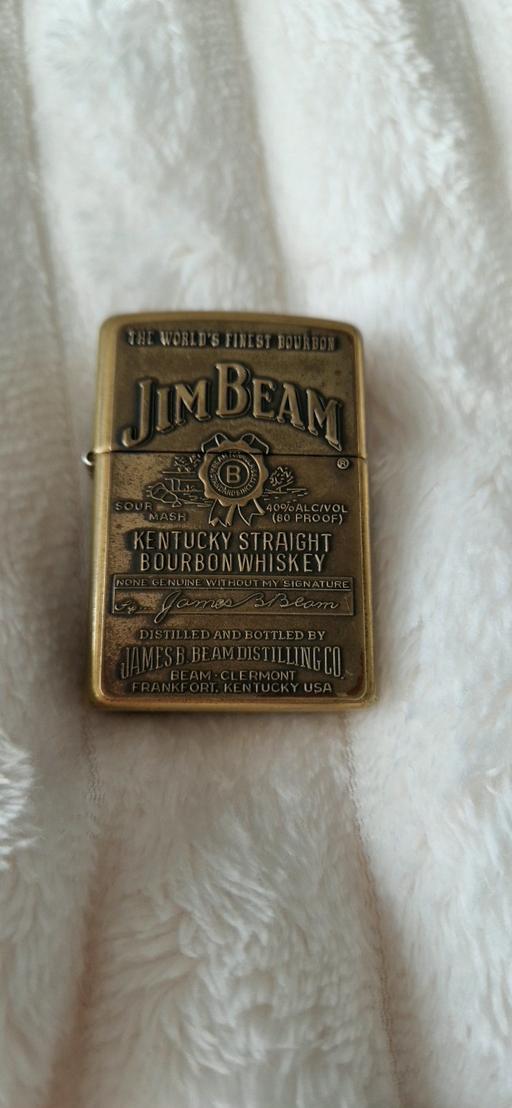 THE WORLD'S FINEST BOURBON
JIM BEAM
®
B
SOUR MASH
40% ALC/VOL
(80 PROOF)
KENTUCKY STRAIGHT
BOURBON WHISKEY
NONE GENUINE WITHOUT MY SIGNATURE
James B. Beam
DISTILLED AND BOTTLED BY
JAMES B. BEAM DISTILLING CO.
BEAM · CLERMONT
FRANKFORT, KENTUCKY USA